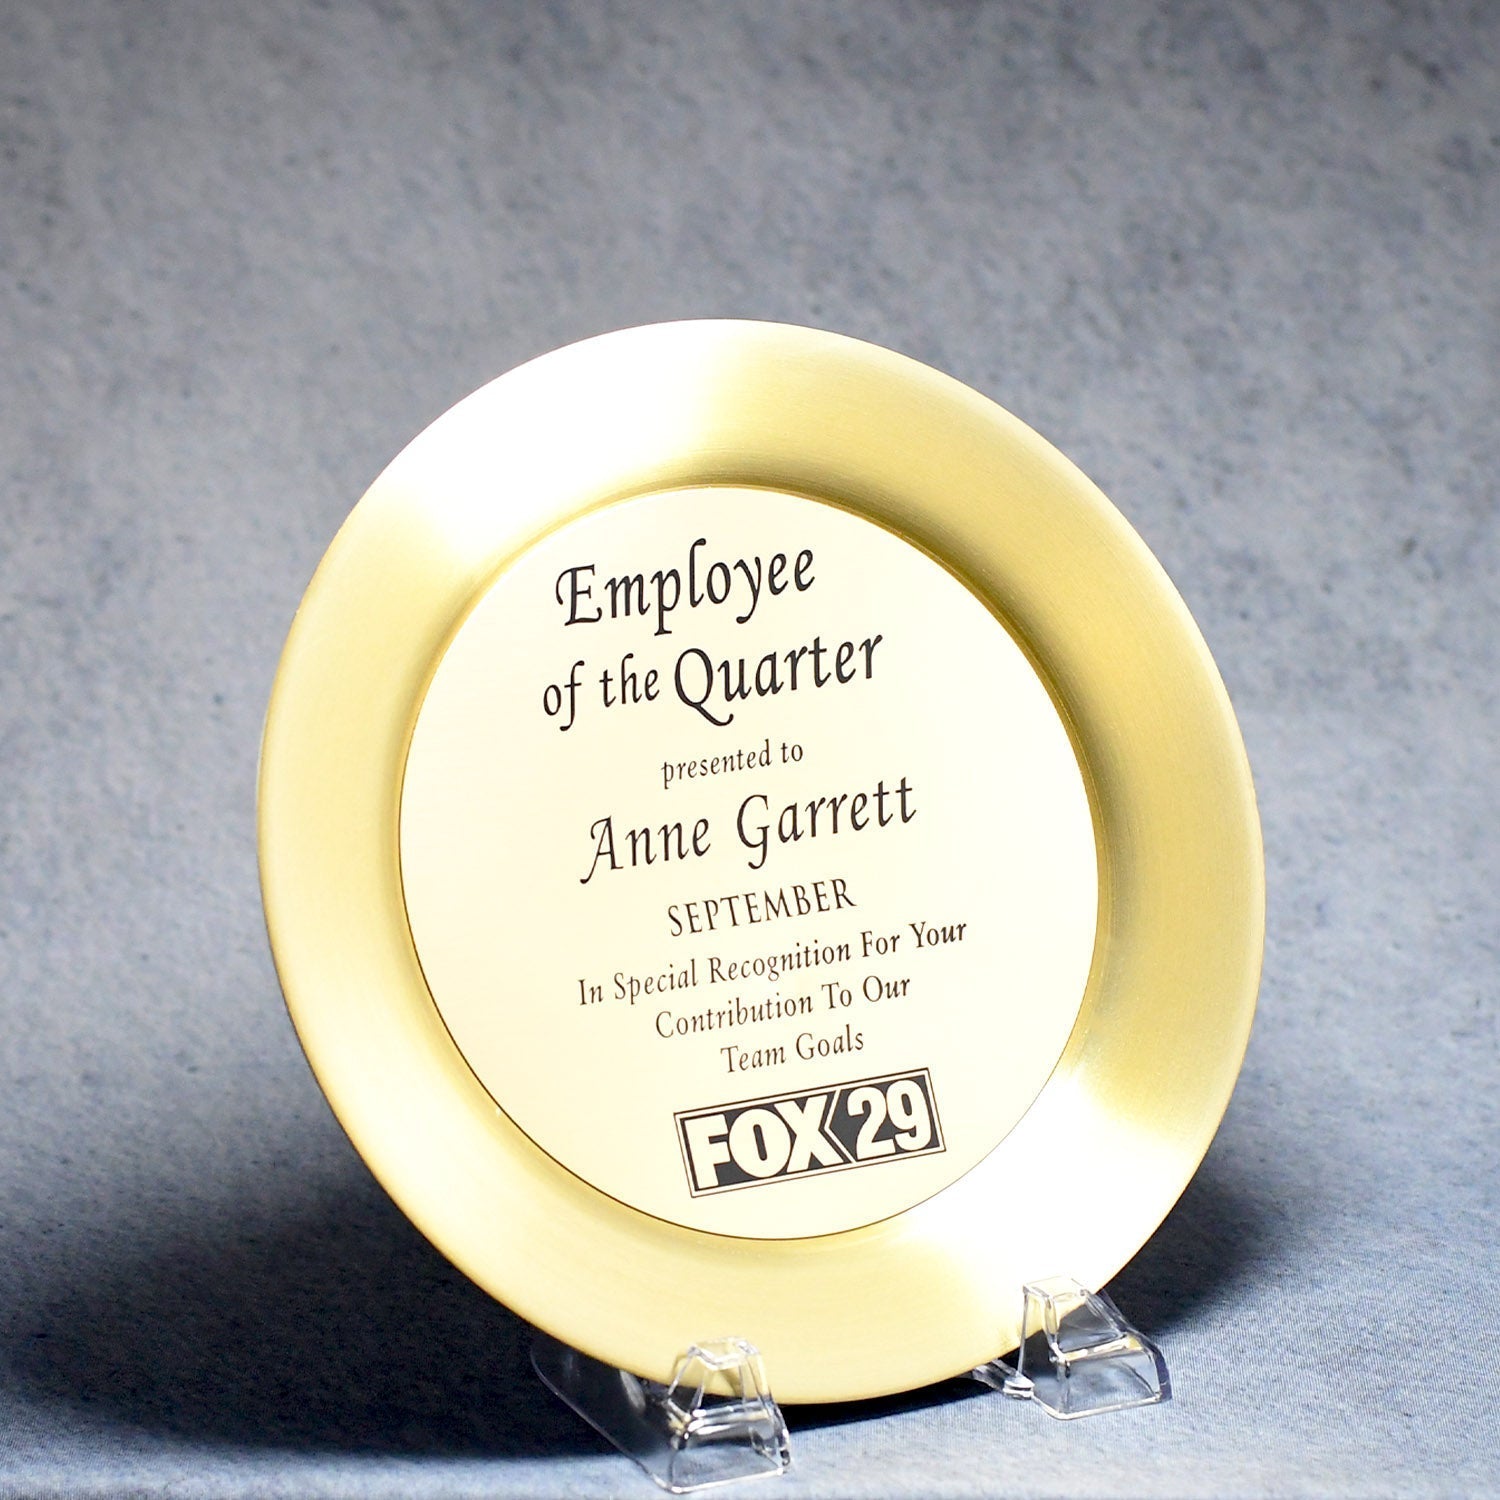 Employee
of the Quarter
presented to
Anne Garrett
SEPTEMBER
In Special Recognition For Your
Contribution To Our
Team Goals
FOX 29